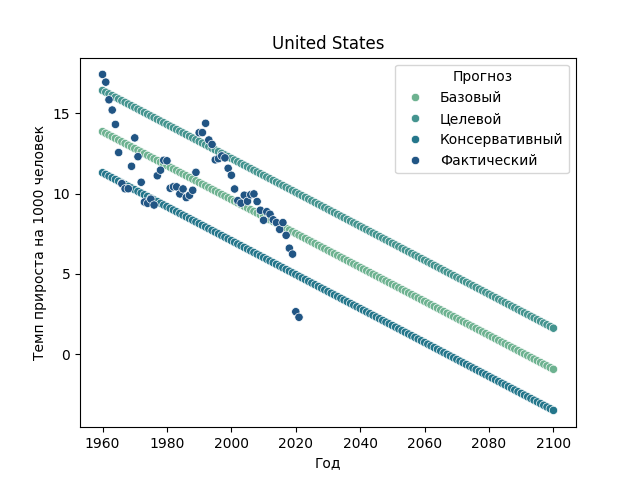 United States
Прогноз
Базовый
Целевой
Консервативный
Фактический
Темп прироста на 1000 человек
15
10
5
0
1960 1980 2000 2020 2040 2060 2080 2100
Год